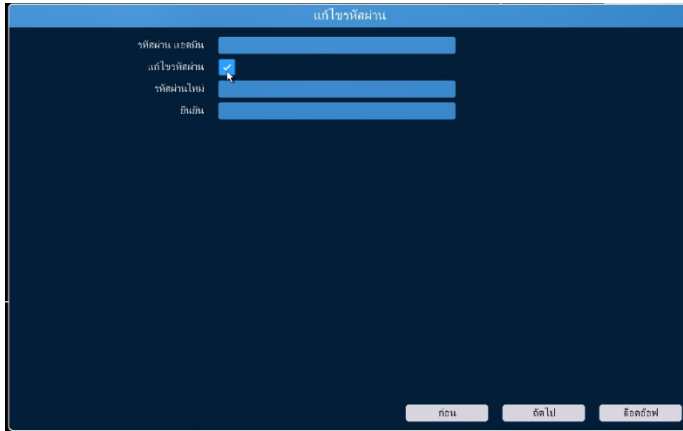 แก้ไขรหัสผ่าน
รหัสผ่าน แอดมิน
แก้ไขรหัสผ่าน
รหัสผ่านใหม่
ยืนยัน
ก่อน ถัดไป ล็อคอ๊อฟ